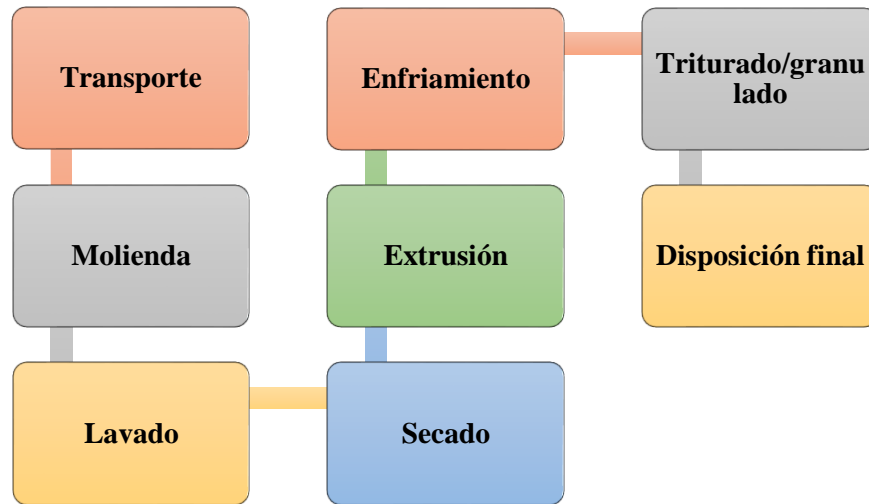 Transporte
Molienda
Lavado
Secado
Extrusión
Enfriamiento
Triturado/granu
lado
Disposición final